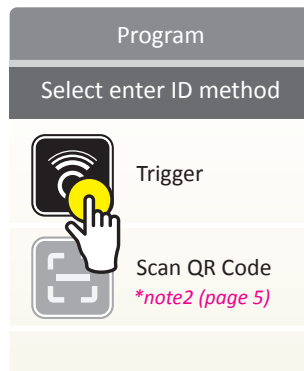 Program
Select enter ID method
Trigger
Scan QR Code
*note2 (page 5)